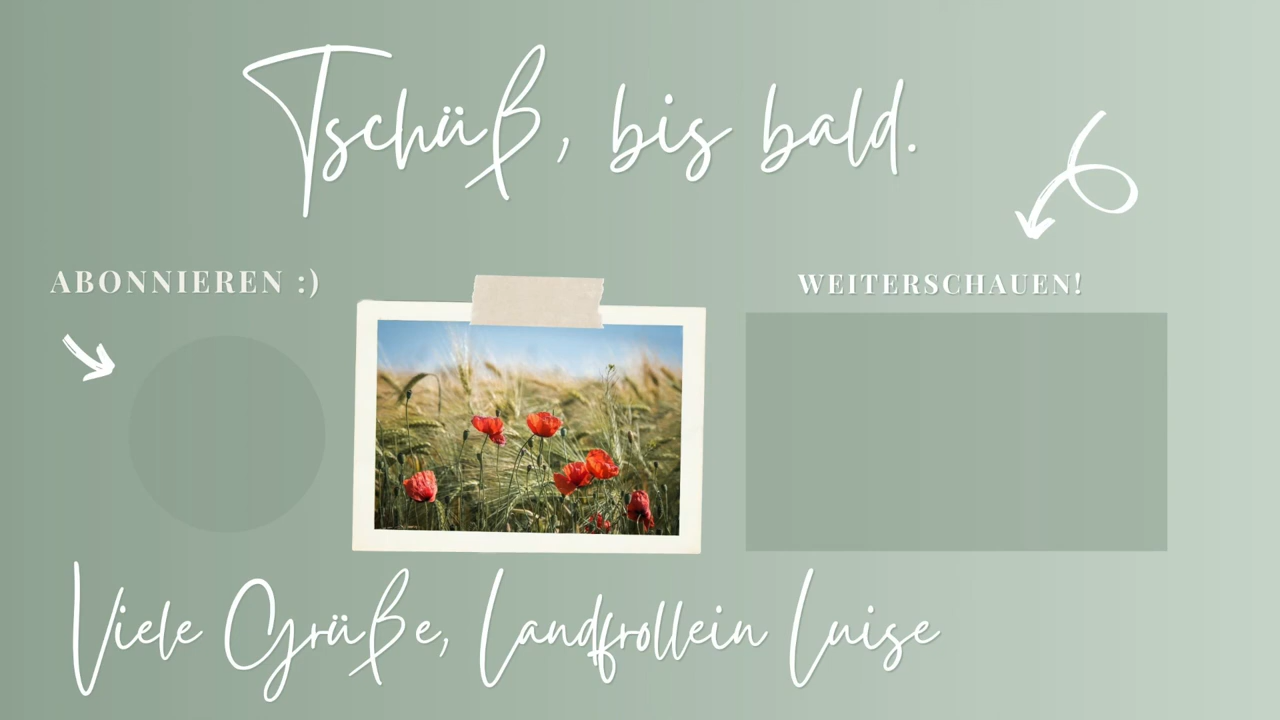 Tschüß, bis bald.
ABONNIEREN :)
WEITERSCHAUEN!
Viele Grüße, Landfrollein Luise